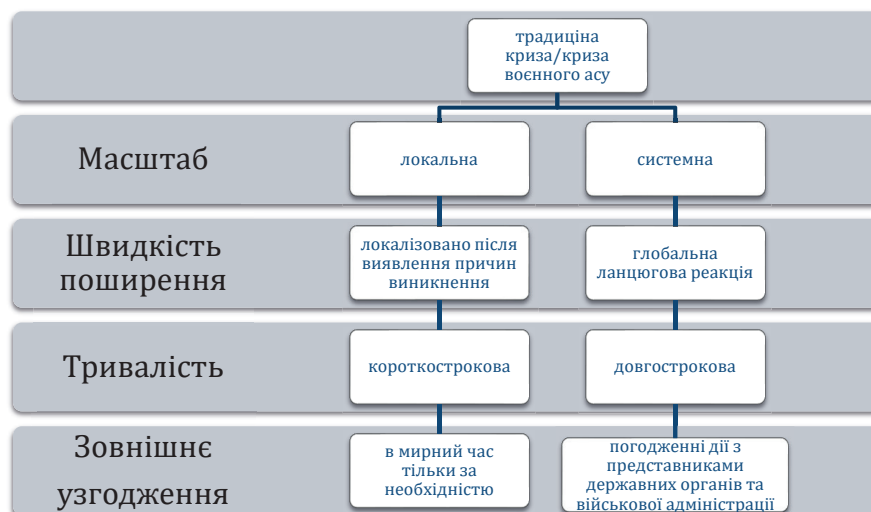 традиціна
криза/криза
воєнного асу
Масштаб
локальна
системна
Швидкість
поширення
локалізовано після
виявлення причин
виникнення
глобальна
ланцюгова реакція
Тривалість
короткострокова
довгострокова
Зовнішнє
узгодження
в мирний час
тільки за
необхідністю
погодженні дії з
представниками
державних органів та
військової адміністрації